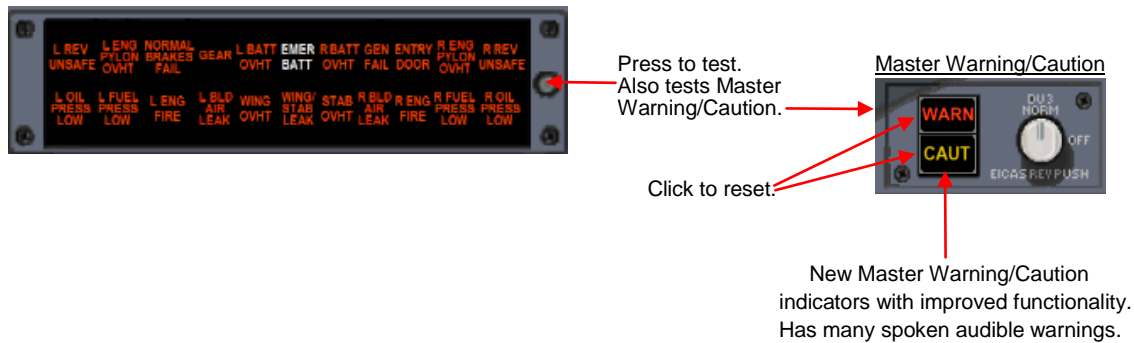 L REV UNSAFE
L ENG PYLON OVHT
NORMAL BRAKES FAIL
GEAR
L BATT OVHT
EMER BATT
R BATT OVHT
GEN FAIL
ENTRY DOOR
R ENG PYLON OVHT
R REV UNSAFE
L OIL PRESS LOW
L FUEL PRESS LOW
L ENG FIRE
L BLD AIR LEAK
WING OVHT
WING/ STAB LEAK
STAB OVHT
R BLD AIR LEAK
R ENG FIRE
R FUEL PRESS LOW
R OIL PRESS LOW
Press to test.
Also tests Master
Warning/Caution.
Click to reset.
Master Warning/Caution
WARN
CAUT
DU3
NORM
OFF
EICAS REV PUSH
New Master Warning/Caution
indicators with improved functionality.
Has many spoken audible warnings.